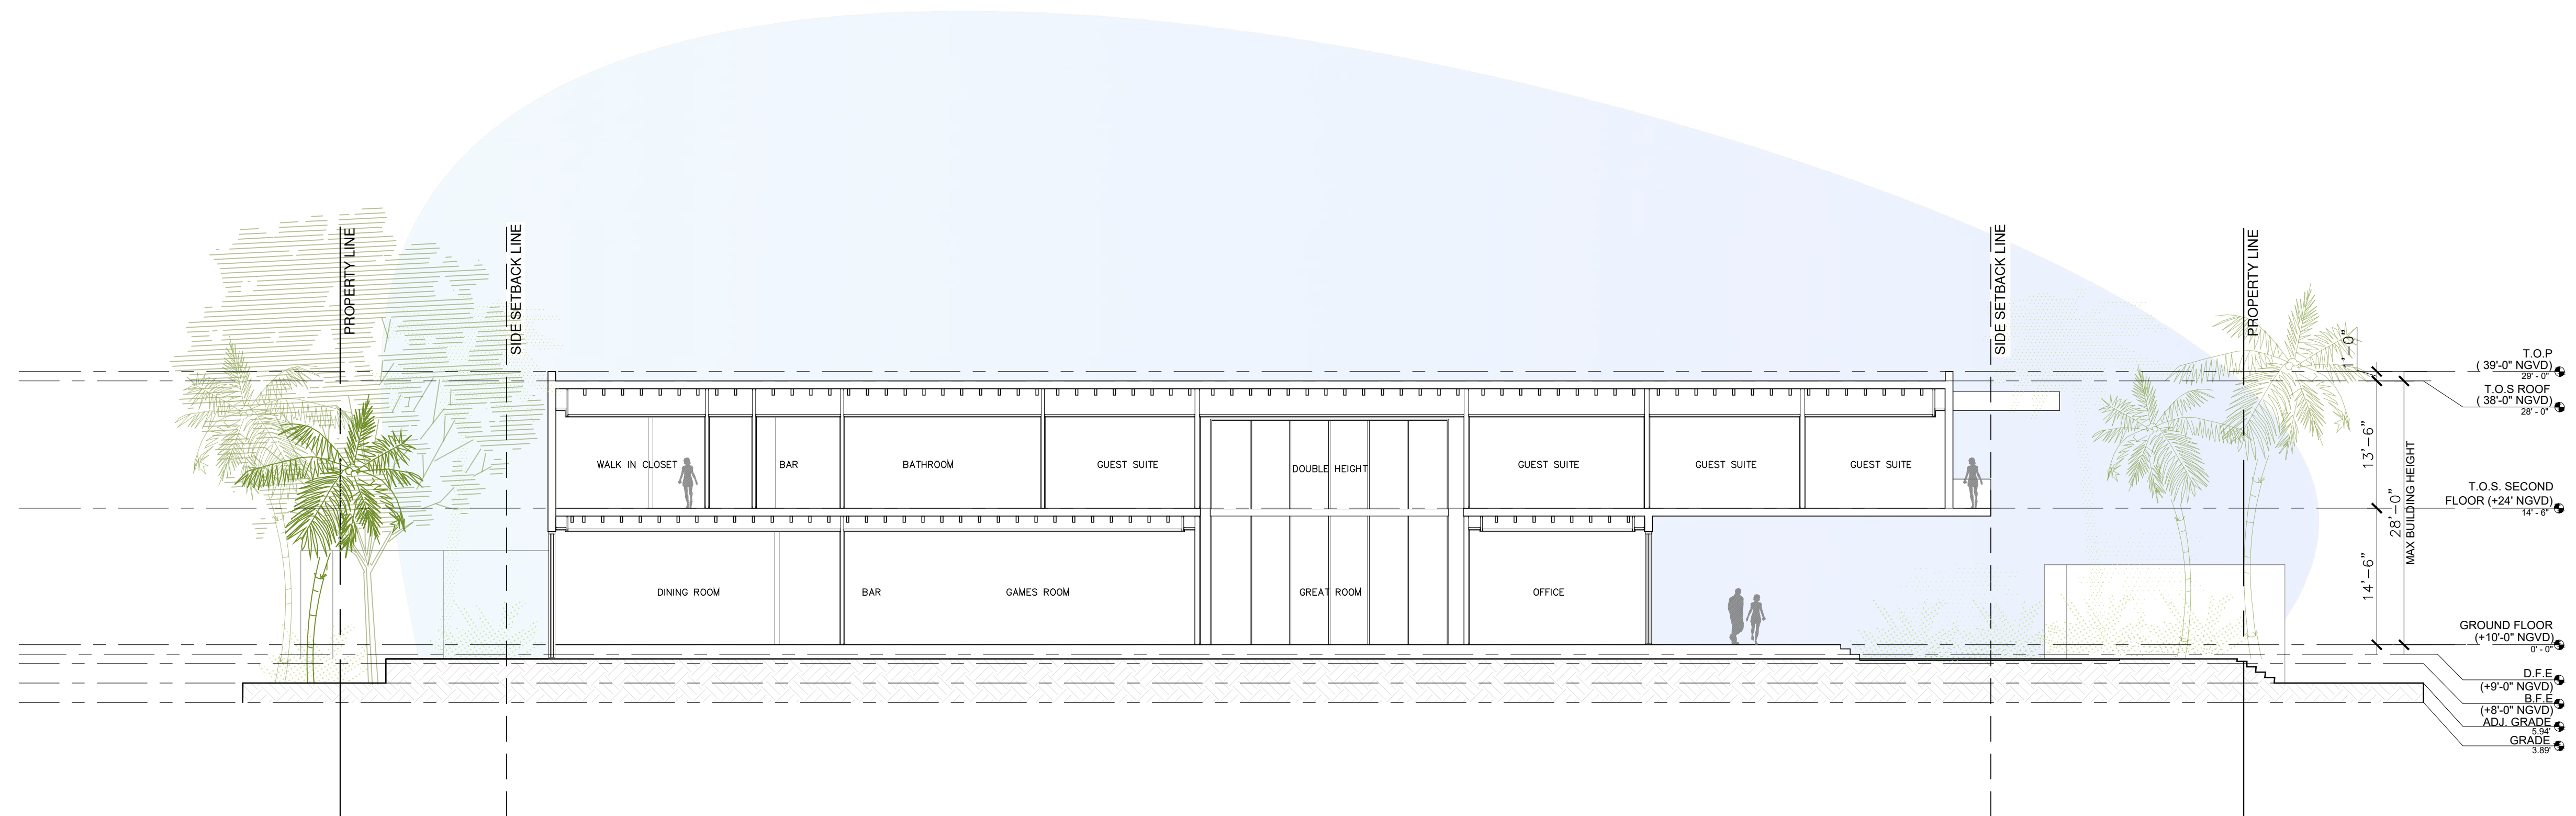 PROPERTY LINE
SIDE SETBACK LINE
SIDE SETBACK LINE
PROPERTY LINE
WALK IN CLOSET
BAR
BATHROOM
GUEST SUITE
DOUBLE HEIGHT
GUEST SUITE
GUEST SUITE
GUEST SUITE
DINING ROOM
BAR
GAMES ROOM
GREAT ROOM
OFFICE
1'-0"
13'-6"
14'-6"
28'-0"
MAX BUILDING HEIGHT
T.O.P
( 39'-0" NGVD)
29' - 0"
T.O.S ROOF
( 38'-0" NGVD)
28' - 0"
T.O.S. SECOND
FLOOR (+24' NGVD)
14' - 6"
GROUND FLOOR
(+10'-0" NGVD)
0' - 0"
D.F.E
(+9'-0" NGVD)
B.F.E
(+8'-0" NGVD)
ADJ. GRADE
5.94'
GRADE
3.89'